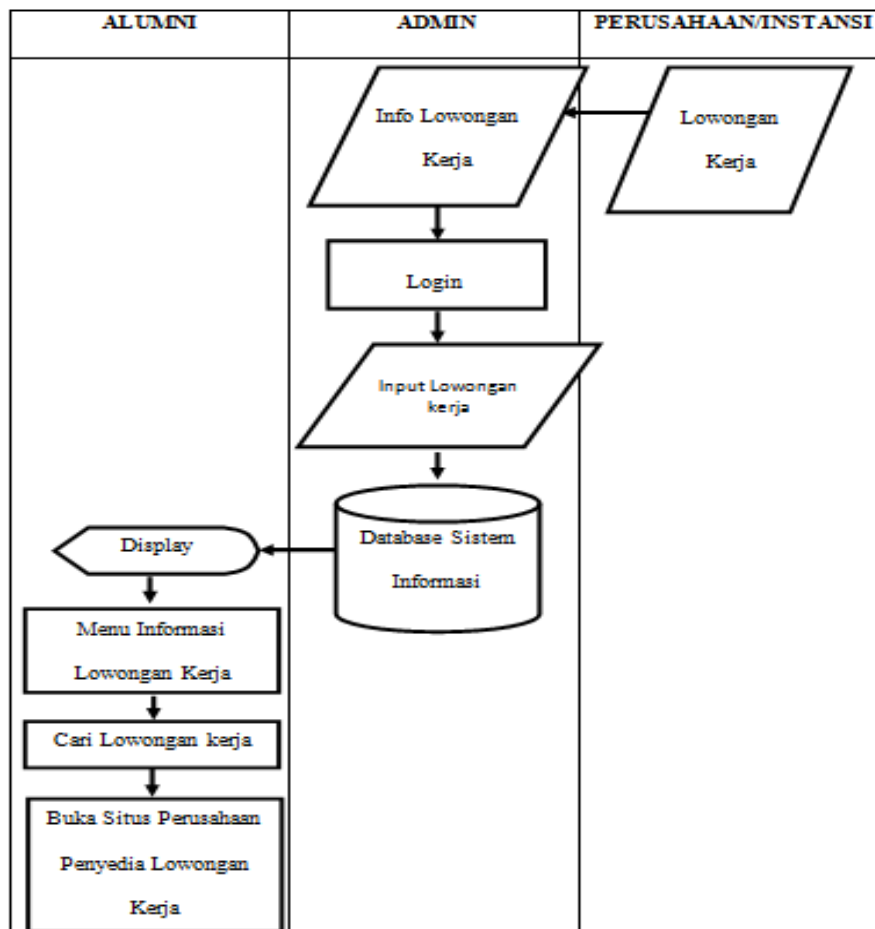 ALUMNI
ADMIN
PERUSAHAAN/INSTANSI
Info Lowongan
Kerja
Lowongan
Kerja
Login
Input Lowongan
kerja
Database Sistem
Informasi
Display
Menu Informasi
Lowongan Kerja
Cari Lowongan kerja
Buka Situs Perusahaan
Penyedia Lowongan
Kerja